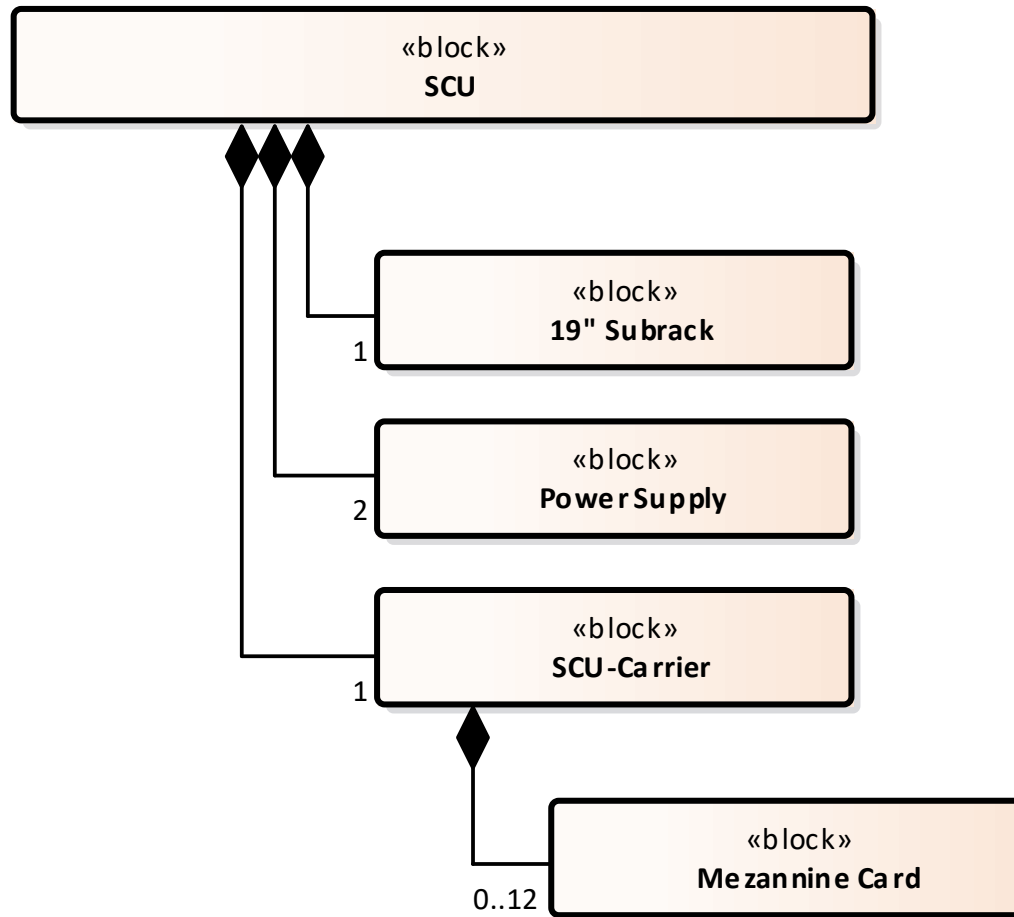 «block»
SCU
«block»
19" Subrack
1
«block»
Power Supply
2
«block»
SCU-Carrier
1
«block»
Mezannine Card
0..12